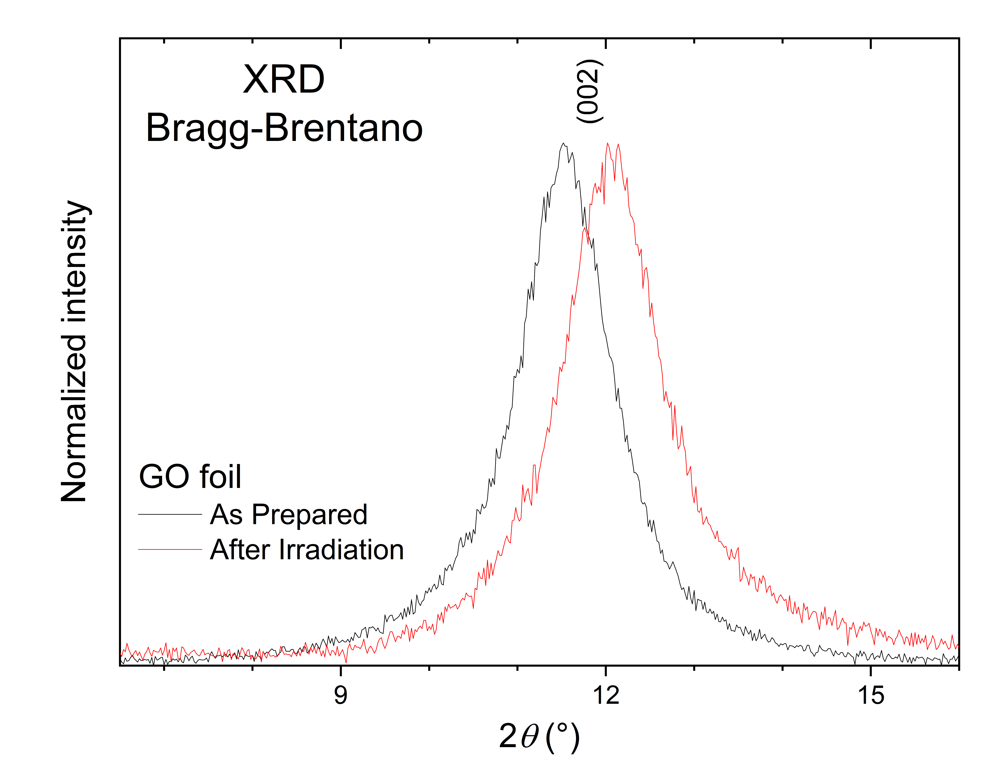 XRD
Bragg-Brentano
(002)
Normalized intensity
GO foil
As Prepared
After Irradiation
9
12
15
2θ (°)